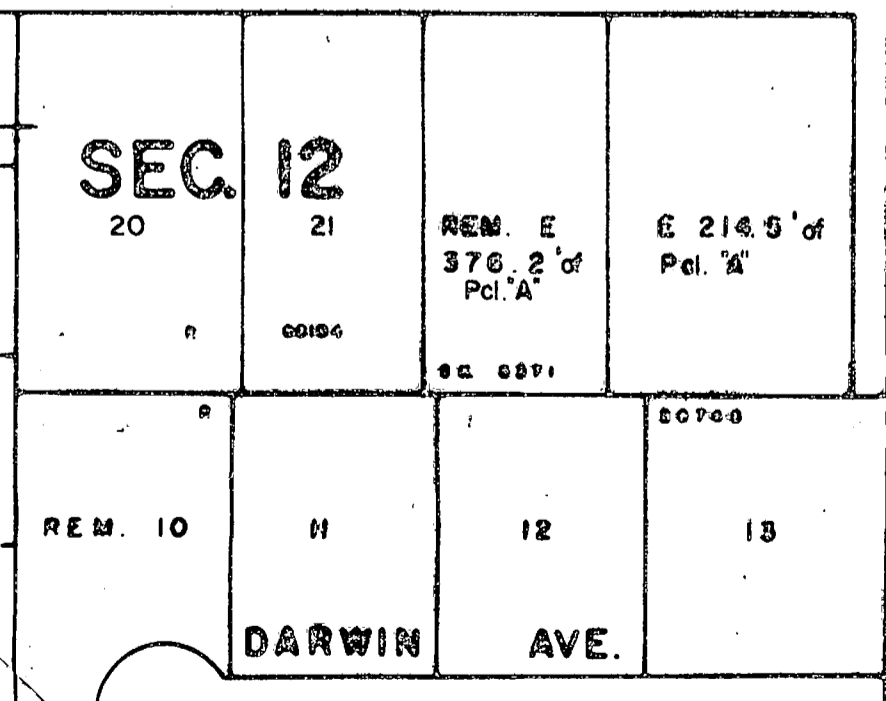 SEC. 12
20
21
REM. E
376.2' of
Pcl. "A"
E 214.5' of
Pcl. "A"
R
R
REM. 10
11
12
13
DARWIN AVE.